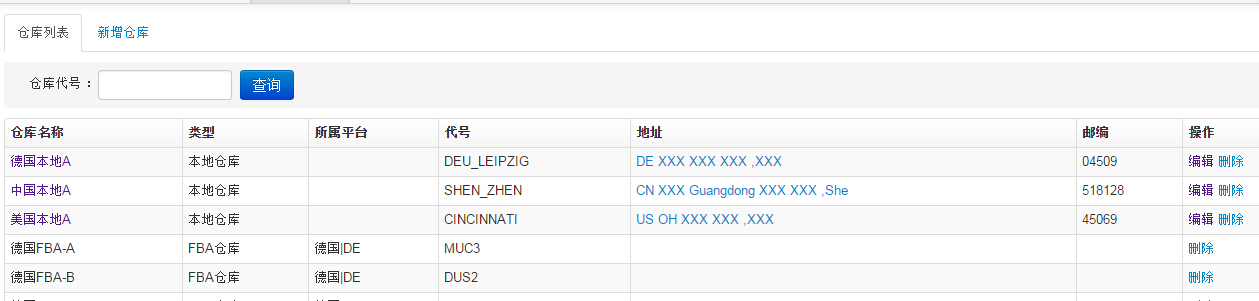 仓库列表 新增仓库
仓库代号： 查询
仓库名称 类型 所属平台 代号 地址 邮编 操作
德国本地A 本地仓库 DEU_LEIPZIG DE XXX XXX XXX ,XXX 04509 编辑 删除
中国本地A 本地仓库 SHEN_ZHEN CN XXX Guangdong XXX XXX ,She 518128 编辑 删除
美国本地A 本地仓库 CINCINNATI US OH XXX XXX ,XXX 45069 编辑 删除
德国FBA-A FBA仓库 德国|DE MUC3 删除
德国FBA-B FBA仓库 德国|DE DUS2 删除